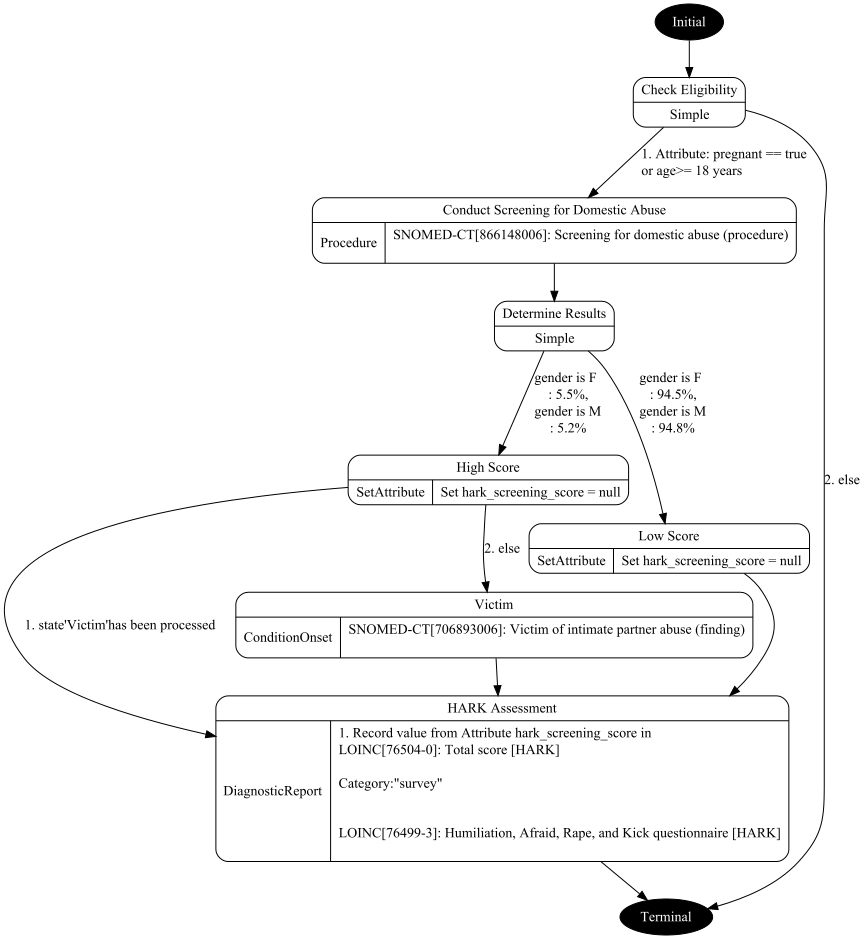 Initial
Check Eligibility
Simple
1. Attribute: pregnant == true
or age>= 18 years
Conduct Screening for Domestic Abuse
Procedure
SNOMED-CT[866148006]: Screening for domestic abuse (procedure)
Determine Results
Simple
gender is F
: 5.5%,
gender is M
: 5.2%
gender is F
: 94.5%,
gender is M
: 94.8%
High Score
SetAttribute
Set hark_screening_score = null
2. else
Low Score
SetAttribute
Set hark_screening_score = null
2. else
1. state'Victim'has been processed
Victim
ConditionOnset
SNOMED-CT[706893006]: Victim of intimate partner abuse (finding)
HARK Assessment
DiagnosticReport
1. Record value from Attribute hark_screening_score in
LOINC[76504-0]: Total score [HARK]
Category:"survey"
LOINC[76499-3]: Humiliation, Afraid, Rape, and Kick questionnaire [HARK]
Terminal